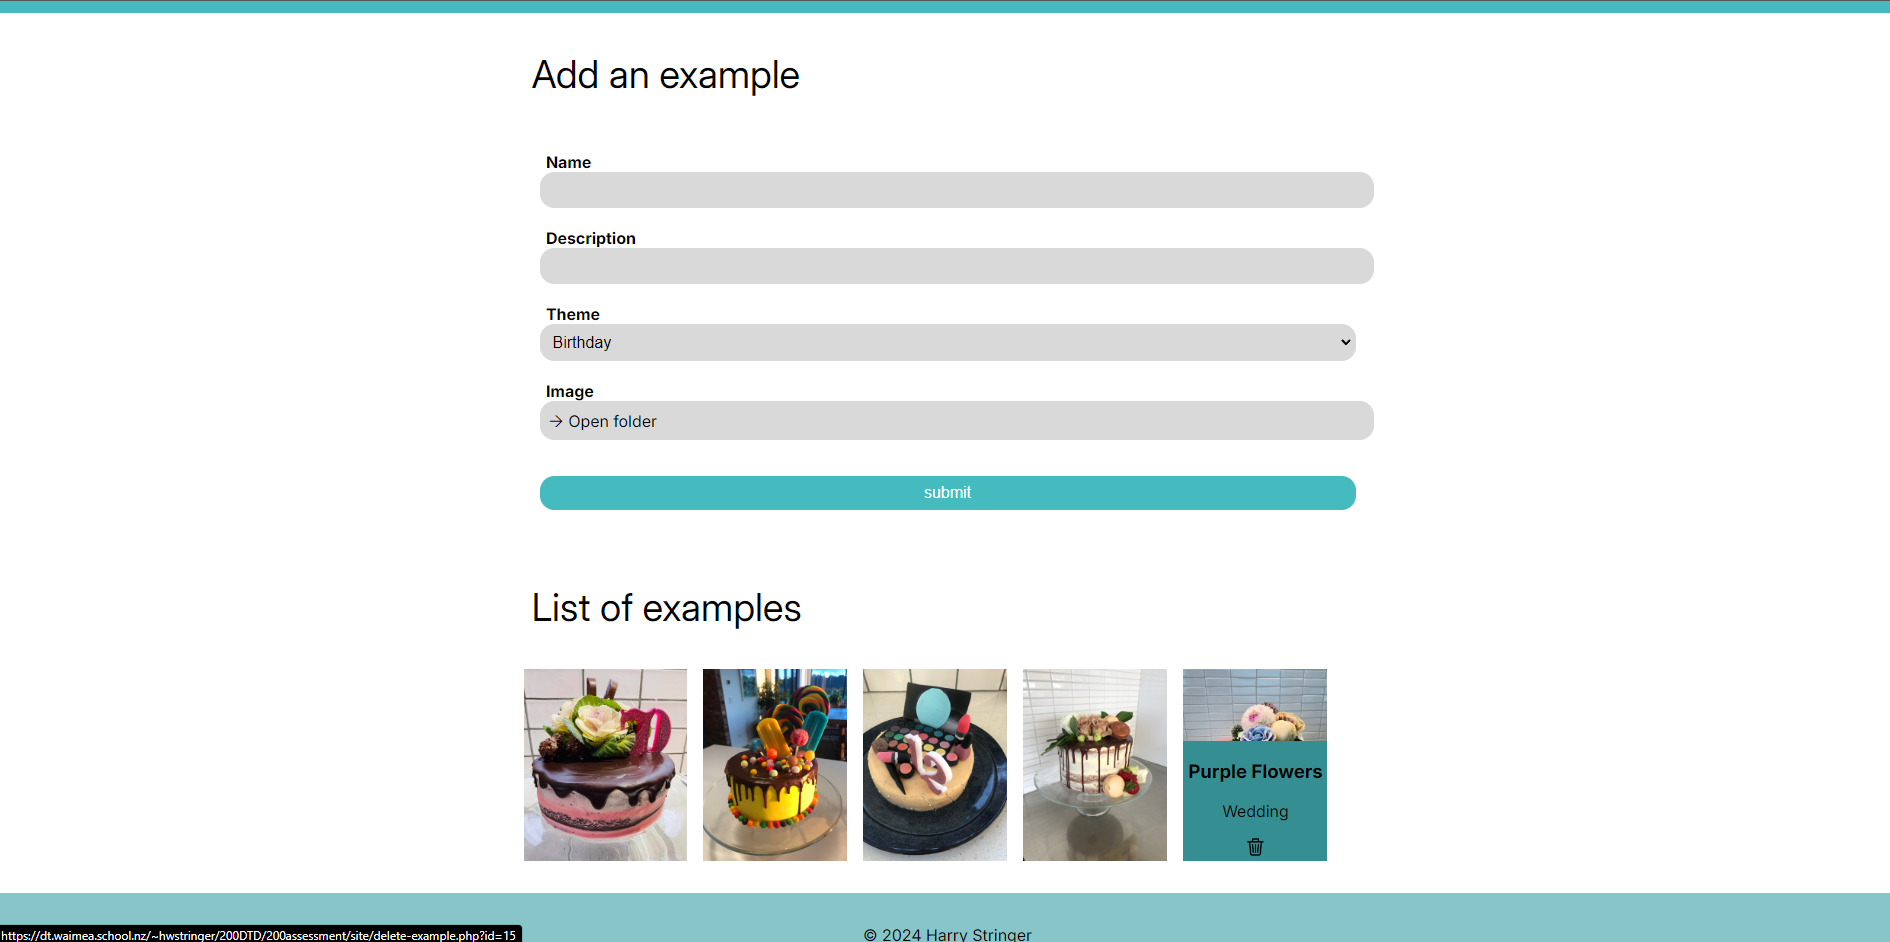 Add an example
Name
Description
Theme
Birthday
Image
→ Open folder
submit
List of examples
Purple Flowers
Wedding
© 2024 Harry Stringer
https://dt.waimea.school.nz/~hwstringer/200DTD/200assessment/site/delete-example.php?id=15